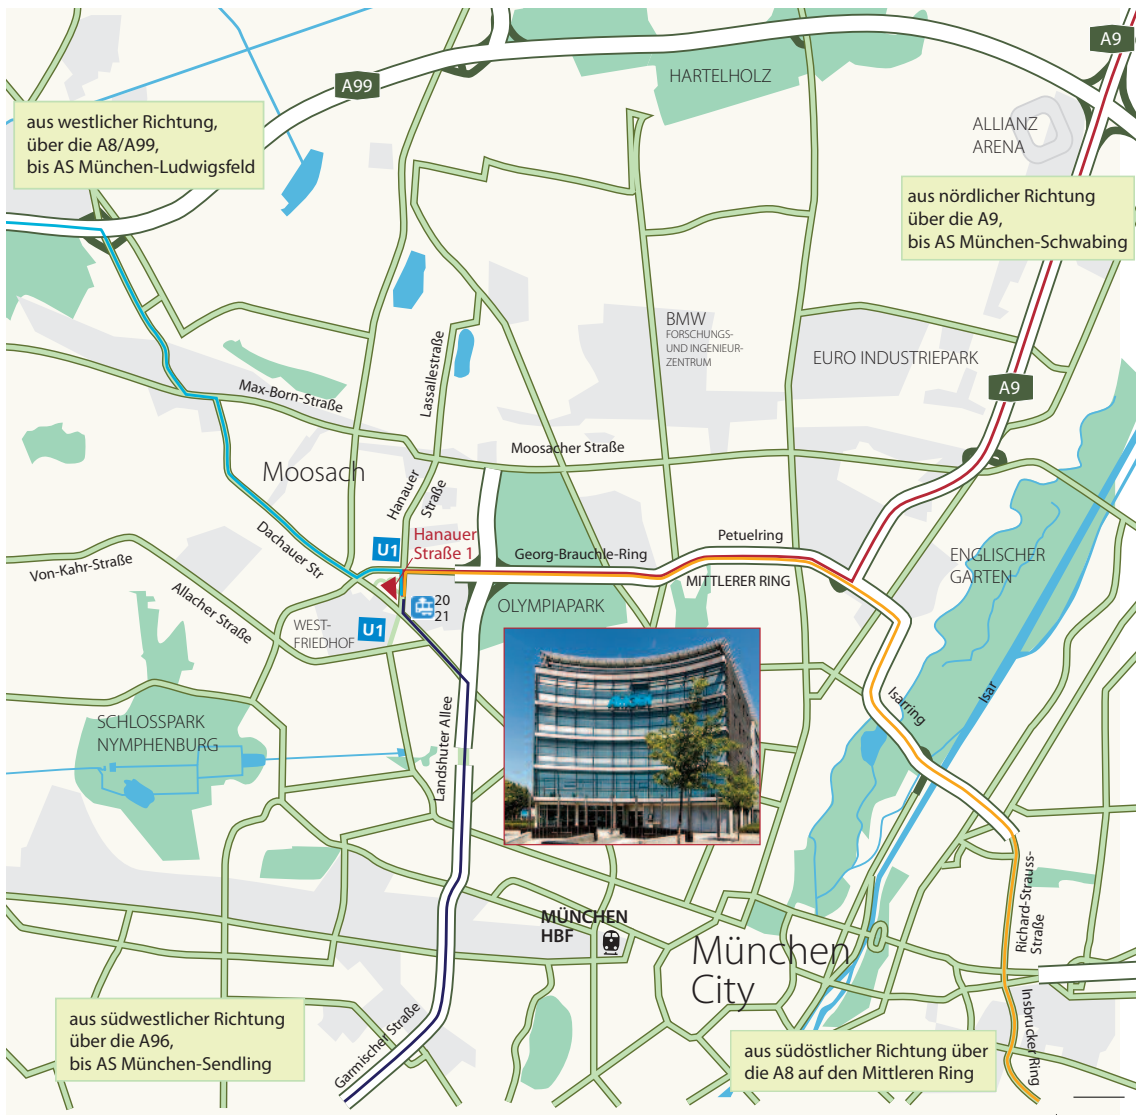 A9
A99
HARTELHOLZ
aus westlicher Richtung,
über die A8/A99,
bis AS München-Ludwigsfeld
ALLIANZ
ARENA
aus nördlicher Richtung
über die A9,
bis AS München-Schwabing
BMW
FORSCHUNGS-
UND INGENIEUR-
ZENTRUM
EURO INDUSTRIEPARK
A9
Lassallestraße
Max-Born-Straße
Moosacher Straße
Moosach
Hanauer
Straße
Dachauer Str
U1
Hanauer
Straße 1
Georg-Brauchle-Ring
Petuelring
MITTLERER RING
ENGLISCHER
GARTEN
Von-Kahr-Straße
Allacher Straße
20
21
OLYMPIAPARK
WEST-
FRIEDHOF
U1
Isarring
Isar
SCHLOSSPARK
NYMPHENBURG
Landshuter Allee
Richard-Strauss-
Straße
MÜNCHEN
HBF
München
City
Insbrucker Ring
aus südwestlicher Richtung
über die A96,
bis AS München-Sendling
Garmischer Straße
aus südöstlicher Richtung über
die A8 auf den Mittleren Ring